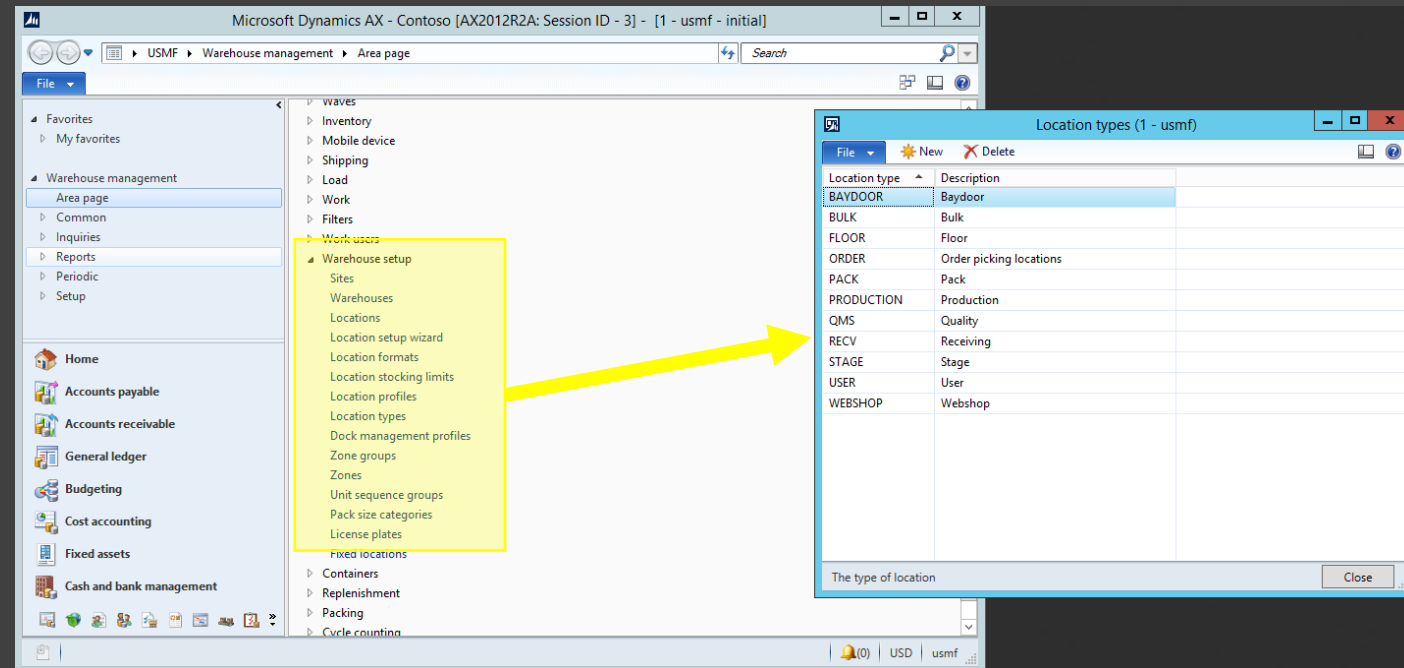 Microsoft Dynamics AX - Contoso [AX2012R2A: Session ID - 3] - [1 - usmf - initial]
USMF Warehouse management Area page
Search
File
Favorites
My favorites
Warehouse management
Area page
Common
Inquiries
Reports
Periodic
Setup
Home
Accounts payable
Accounts receivable
General ledger
Budgeting
Cost accounting
Fixed assets
Cash and bank management
Waves
Inventory
Mobile device
Shipping
Load
Work
Filters
Work users
Warehouse setup
Sites
Warehouses
Locations
Location setup wizard
Location formats
Location stocking limits
Location profiles
Location types
Dock management profiles
Zone groups
Zones
Unit sequence groups
Pack size categories
License plates
Fixed locations
Containers
Replenishment
Packing
Cycle counting
(0) USD usmf
Location types (1 - usmf)
File New Delete
Location type Description
BAYDOOR Baydoor
BULK Bulk
FLOOR Floor
ORDER Order picking locations
PACK Pack
PRODUCTION Production
QMS Quality
RECV Receiving
STAGE Stage
USER User
WEBSHOP Webshop
The type of location
Close